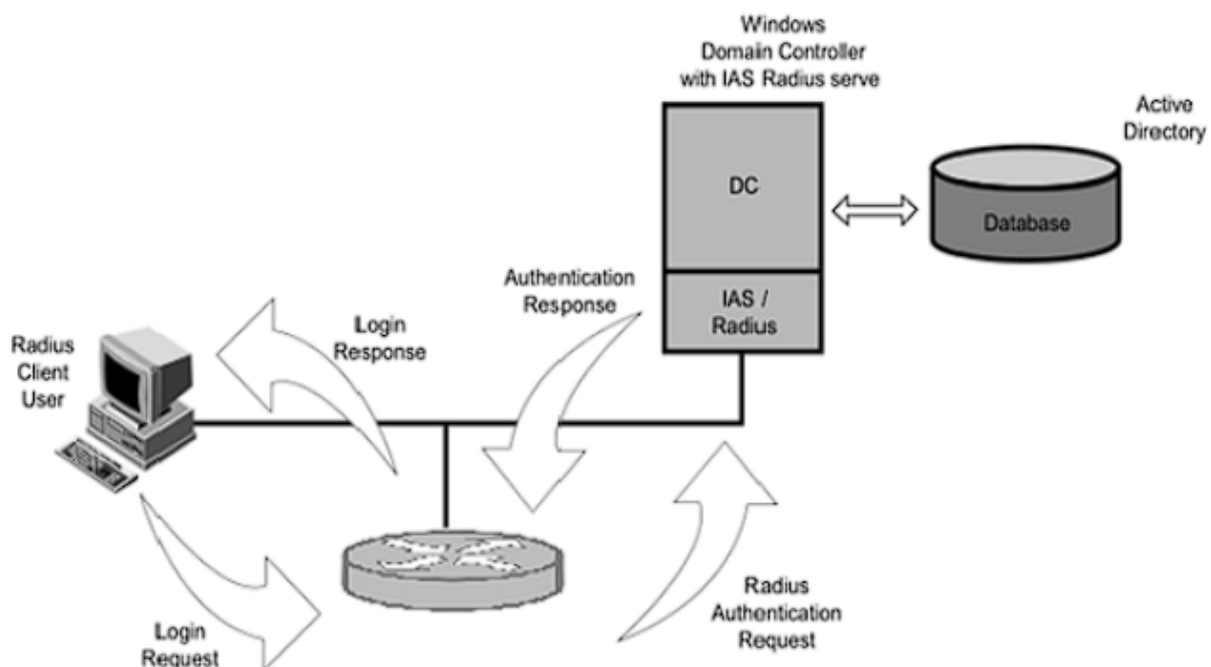 Windows
Domain Controller
with IAS Radius serve
Active
Directory
DC
Database
Authentication
Response
IAS /
Radius
Login
Response
Radius
Client
User
Radius
Authentication
Request
Login
Request